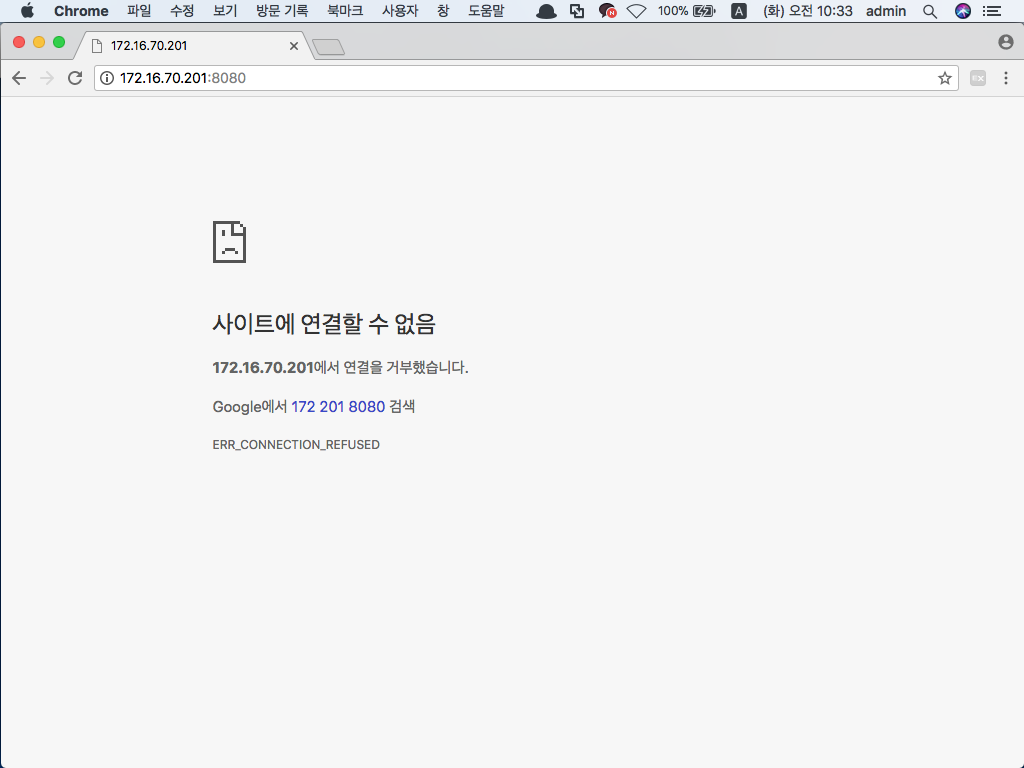 Chrome 파일 수정 보기 방문 기록 북마크 사용자 창 도움말 N 100% A (화) 오전 10:33 admin
172.16.70.201
172.16.70.201:8080
사이트에 연결할 수 없음
172.16.70.201에서 연결을 거부했습니다.
Google에서 172 201 8080 검색
ERR_CONNECTION_REFUSED